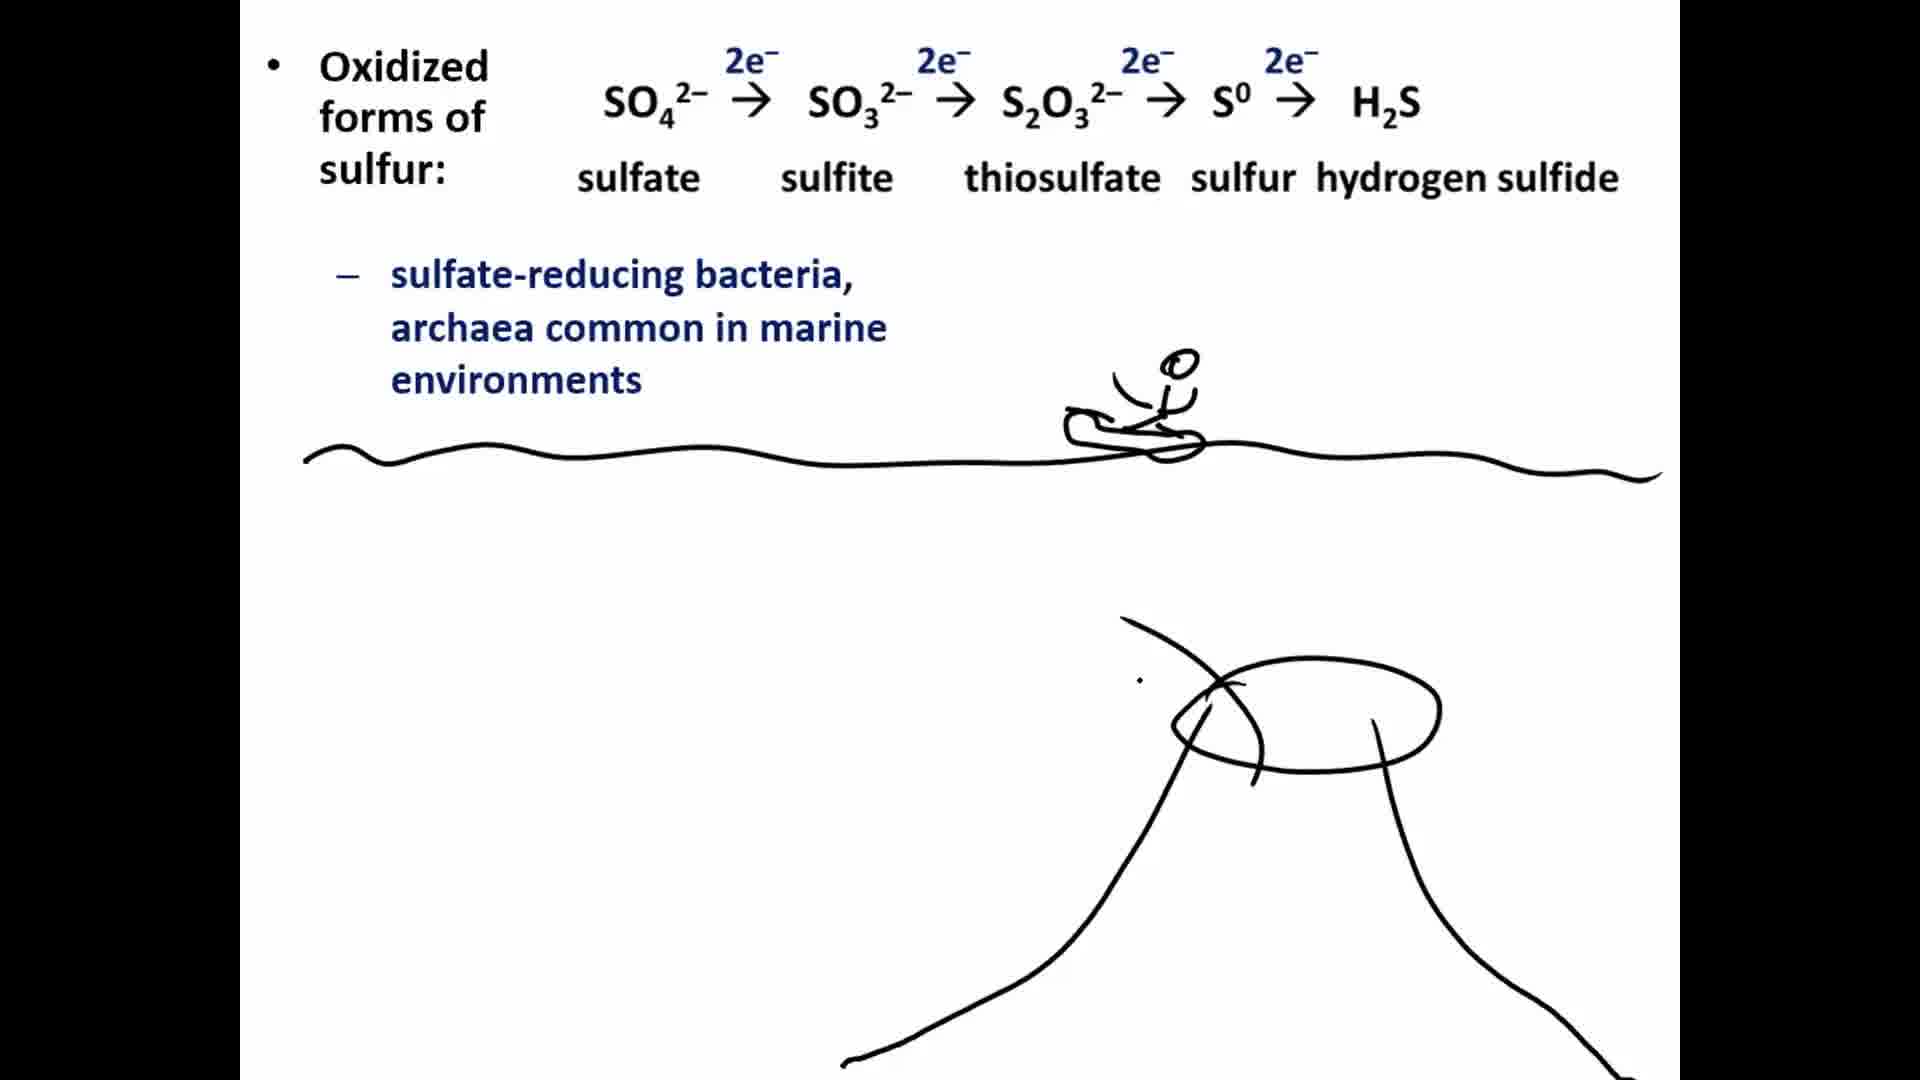 • Oxidized forms of sulfur:
2e⁻ 2e⁻ 2e⁻ 2e⁻
SO₄²⁻ → SO₃²⁻ → S₂O₃²⁻ → S⁰ → H₂S
sulfate sulfite thiosulfate sulfur hydrogen sulfide
– sulfate-reducing bacteria,
archaea common in marine
environments